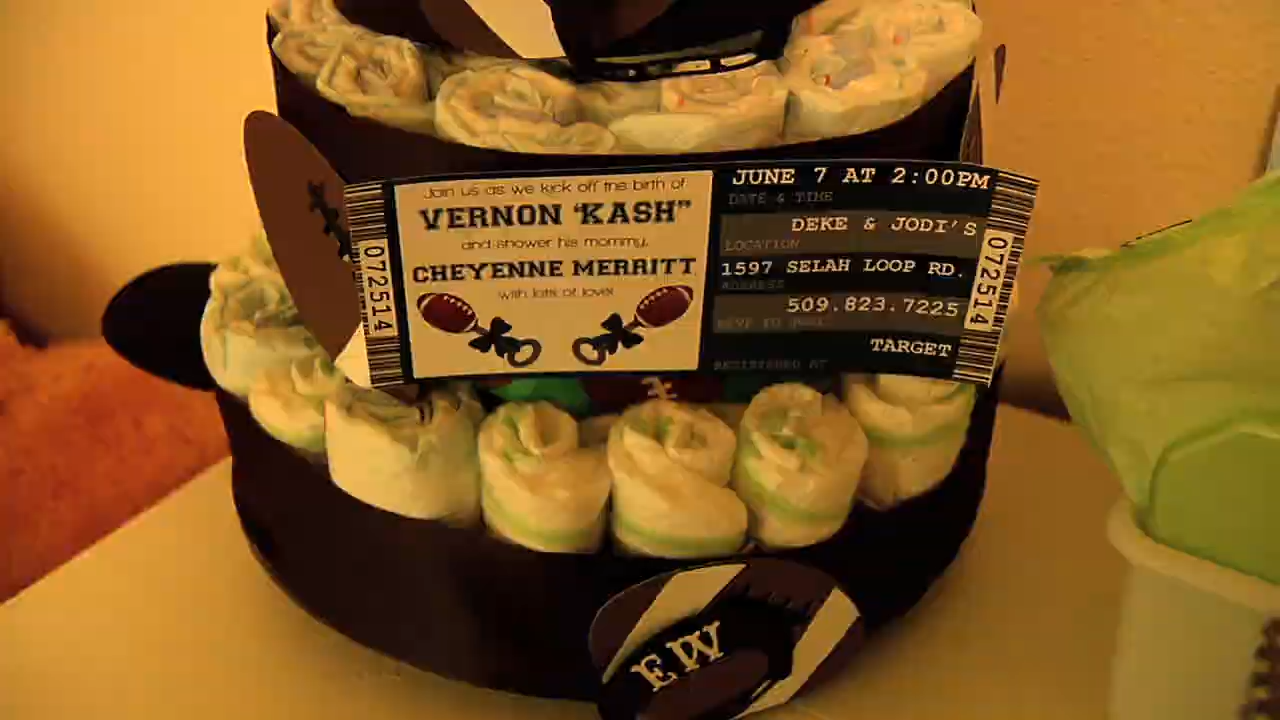 072514
Join us as we kick off the birth of
VERNON "KASH"
and shower his mommy,
CHEYENNE MERRITT
with lots of love!
JUNE 7 AT 2:00PM
DATE & TIME
DEKE & JODI'S
LOCATION
1597 SELAH LOOP RD.
ADDRESS
509.823.7225
TARGET
REGISTERED AT
072514